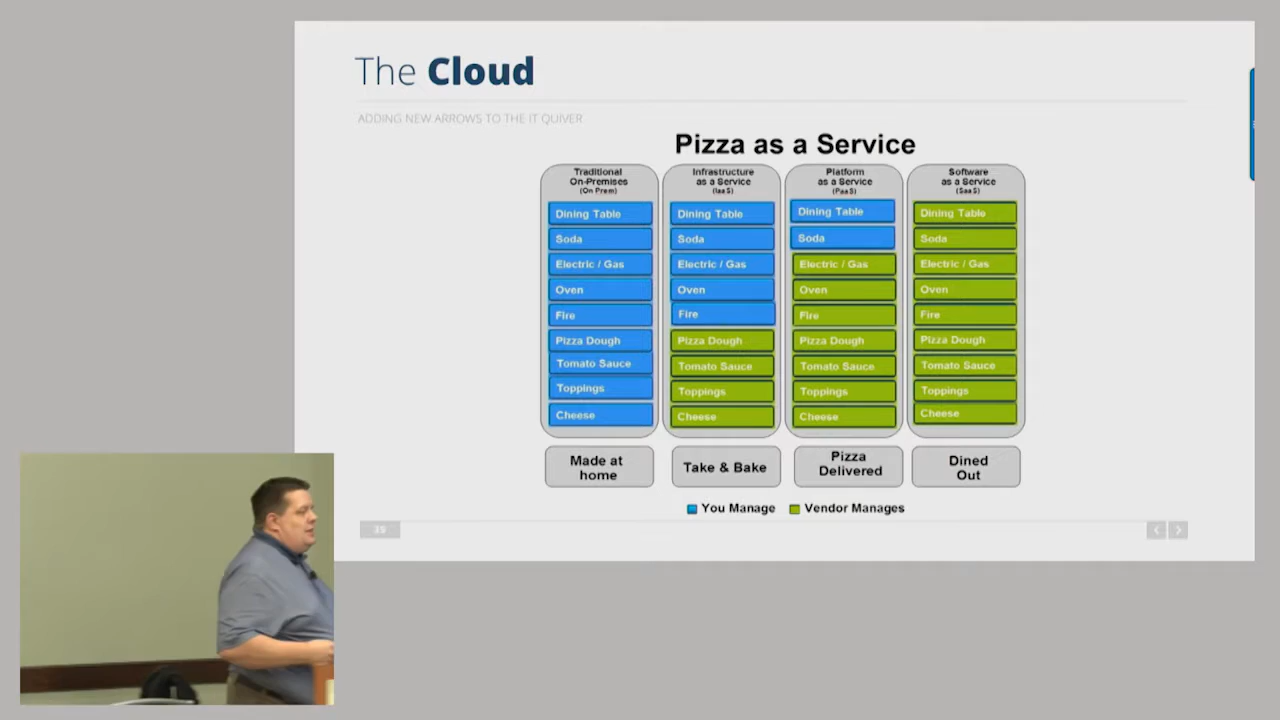 The Cloud
ADDING NEW ARROWS TO THE IT QUIVER
Pizza as a Service
Traditional
On-Premises
(On Prem)
Dining Table
Soda
Electric / Gas
Oven
Fire
Pizza Dough
Tomato Sauce
Toppings
Cheese
Made at
home
Infrastructure
as a Service
(IaaS)
Dining Table
Soda
Electric / Gas
Oven
Fire
Pizza Dough
Tomato Sauce
Toppings
Cheese
Take & Bake
Platform
as a Service
(PaaS)
Dining Table
Soda
Electric / Gas
Oven
Fire
Pizza Dough
Tomato Sauce
Toppings
Cheese
Pizza
Delivered
Software
as a Service
(SaaS)
Dining Table
Soda
Electric / Gas
Oven
Fire
Pizza Dough
Tomato Sauce
Toppings
Cheese
Dined
Out
You Manage
Vendor Manages